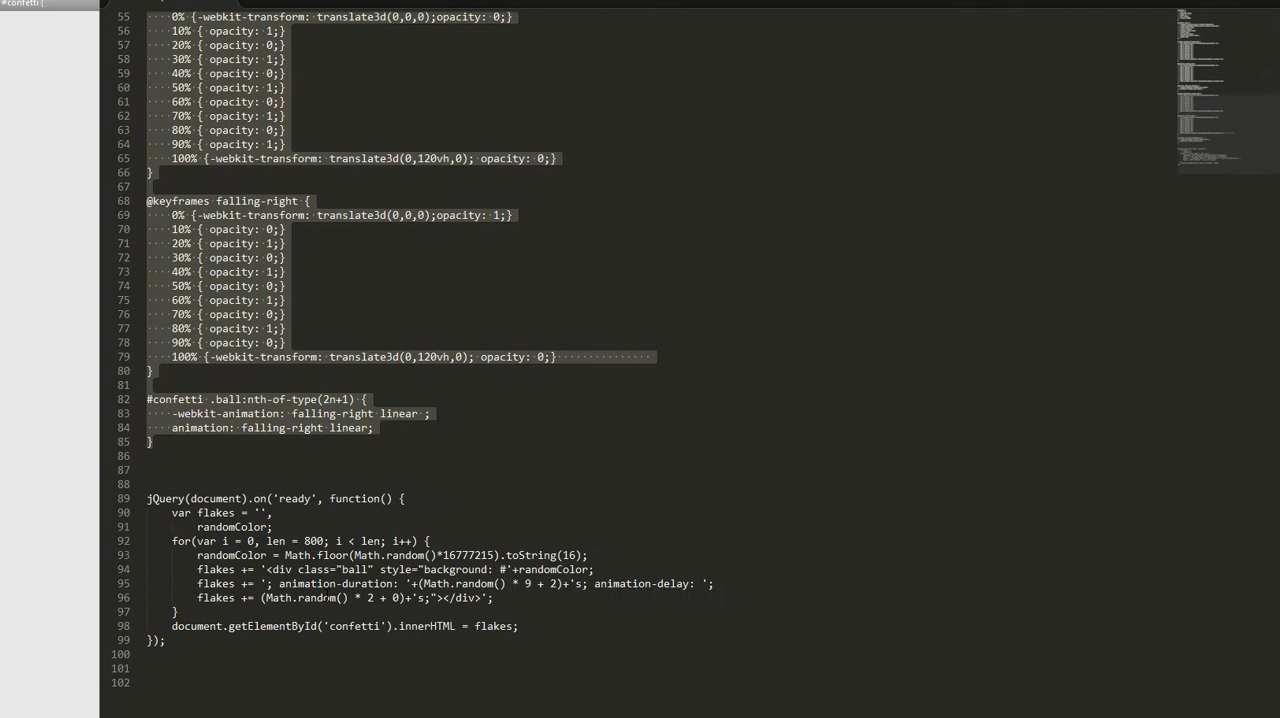 #confetti {
55 0% {-webkit-transform: translate3d(0,0,0);opacity: 0;}
56 10% { opacity: 1;}
57 20% { opacity: 0;}
58 30% { opacity: 1;}
59 40% { opacity: 0;}
60 50% { opacity: 1;}
61 60% { opacity: 0;}
62 70% { opacity: 1;}
63 80% { opacity: 0;}
64 90% { opacity: 1;}
65 100% {-webkit-transform: translate3d(0,120vh,0); opacity: 0;}
66 }
67
68 @keyframes falling-right {
69 0% {-webkit-transform: translate3d(0,0,0);opacity: 1;}
70 10% { opacity: 0;}
71 20% { opacity: 1;}
72 30% { opacity: 0;}
73 40% { opacity: 1;}
74 50% { opacity: 0;}
75 60% { opacity: 1;}
76 70% { opacity: 0;}
77 80% { opacity: 1;}
78 90% { opacity: 0;}
79 100% {-webkit-transform: translate3d(0,120vh,0); opacity: 0;}
80 }
81
82 #confetti .ball:nth-of-type(2n+1) {
83 -webkit-animation: falling-right linear ;
84 animation: falling-right linear;
85 }
86
87
88
89 jQuery(document).on('ready', function() {
90 var flakes = '',
91 randomColor;
92 for(var i = 0, len = 800; i < len; i++) {
93 randomColor = Math.floor(Math.random()*16777215).toString(16);
94 flakes += '<div class="ball" style="background: #'+randomColor;
95 flakes += '; animation-duration: '+(Math.random() * 9 + 2)+'s; animation-delay: ';
96 flakes += (Math.random() * 2 + 0)+'s;"></div>';
97 }
98 document.getElementById('confetti').innerHTML = flakes;
99 });
100
101
102